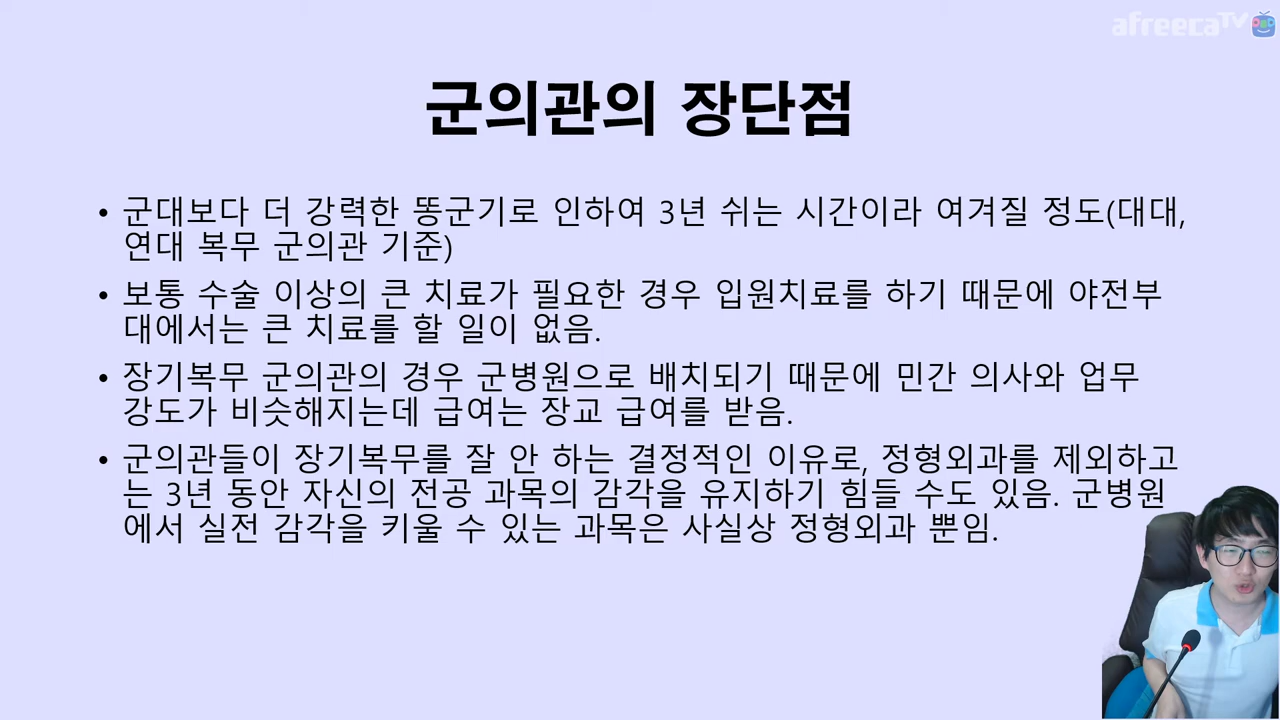 afreecaTV
군의관의 장단점
• 군대보다 더 강력한 똥군기로 인하여 3년 쉬는 시간이라 여겨질 정도(대대,
연대 복무 군의관 기준)
• 보통 수술 이상의 큰 치료가 필요한 경우 입원치료를 하기 때문에 야전부
대에서는 큰 치료를 할 일이 없음.
• 장기복무 군의관의 경우 군병원으로 배치되기 때문에 민간 의사와 업무
강도가 비슷해지는데 급여는 장교 급여를 받음.
• 군의관들이 장기복무를 잘 안 하는 결정적인 이유로, 정형외과를 제외하고
는 3년 동안 자신의 전공 과목의 감각을 유지하기 힘들 수도 있음. 군병원
에서 실전 감각을 키울 수 있는 과목은 사실상 정형외과 뿐임.